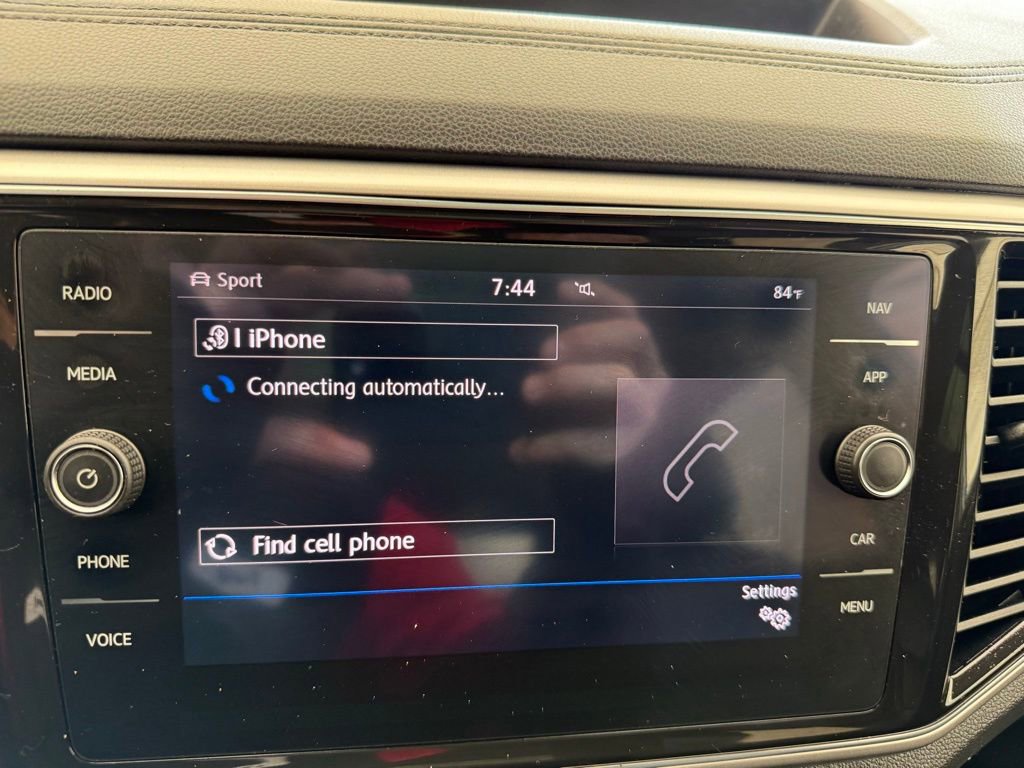 Sport 7:44 84°F
RADIO
MEDIA
PHONE
VOICE
iPhone
Connecting automatically...
Find cell phone
Settings
NAV
APP
CAR
MENU